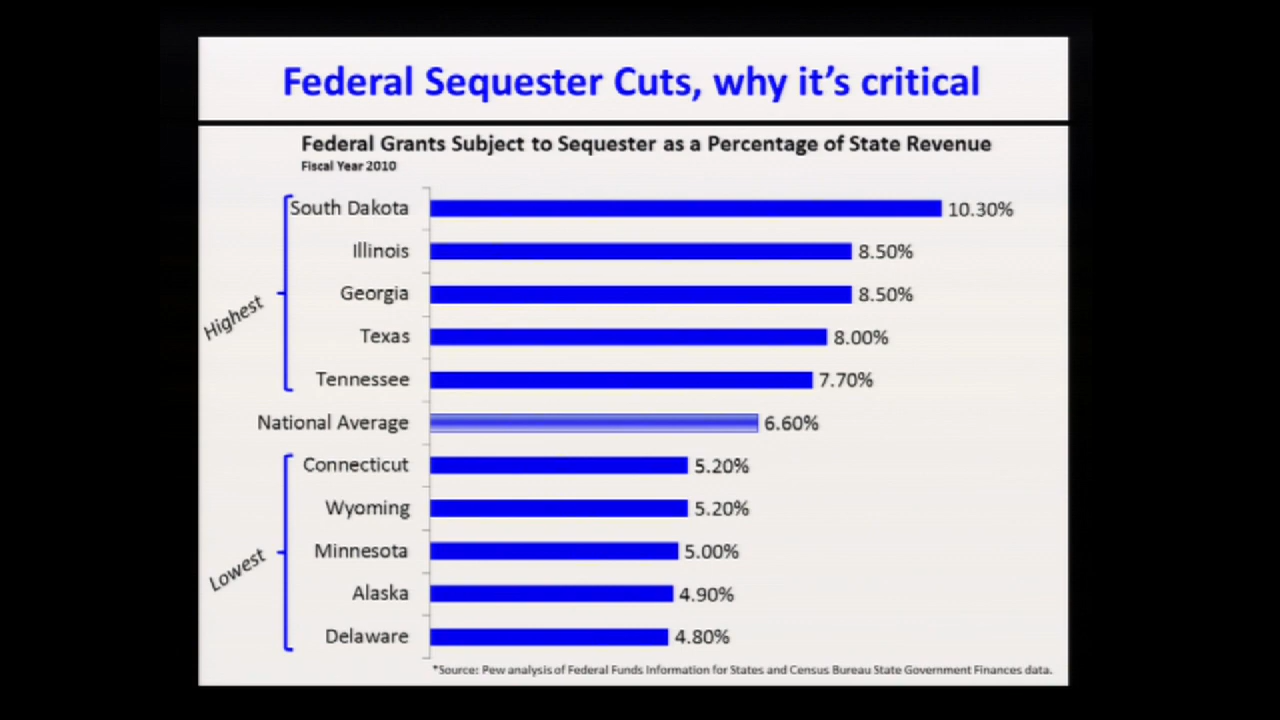 Federal Sequester Cuts, why it's critical
Federal Grants Subject to Sequester as a Percentage of State Revenue
Fiscal Year 2010
Highest
South Dakota 10.30%
Illinois 8.50%
Georgia 8.50%
Texas 8.00%
Tennessee 7.70%
National Average 6.60%
Lowest
Connecticut 5.20%
Wyoming 5.20%
Minnesota 5.00%
Alaska 4.90%
Delaware 4.80%
*Source: Pew analysis of Federal Funds Information for States and Census Bureau State Government Finances data.